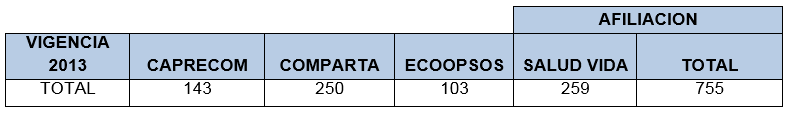 AFILIACION
VIGENCIA
2013 CAPRECOM COMPARTA ECOOPSOS SALUD VIDA TOTAL
TOTAL 143 250 103 259 755